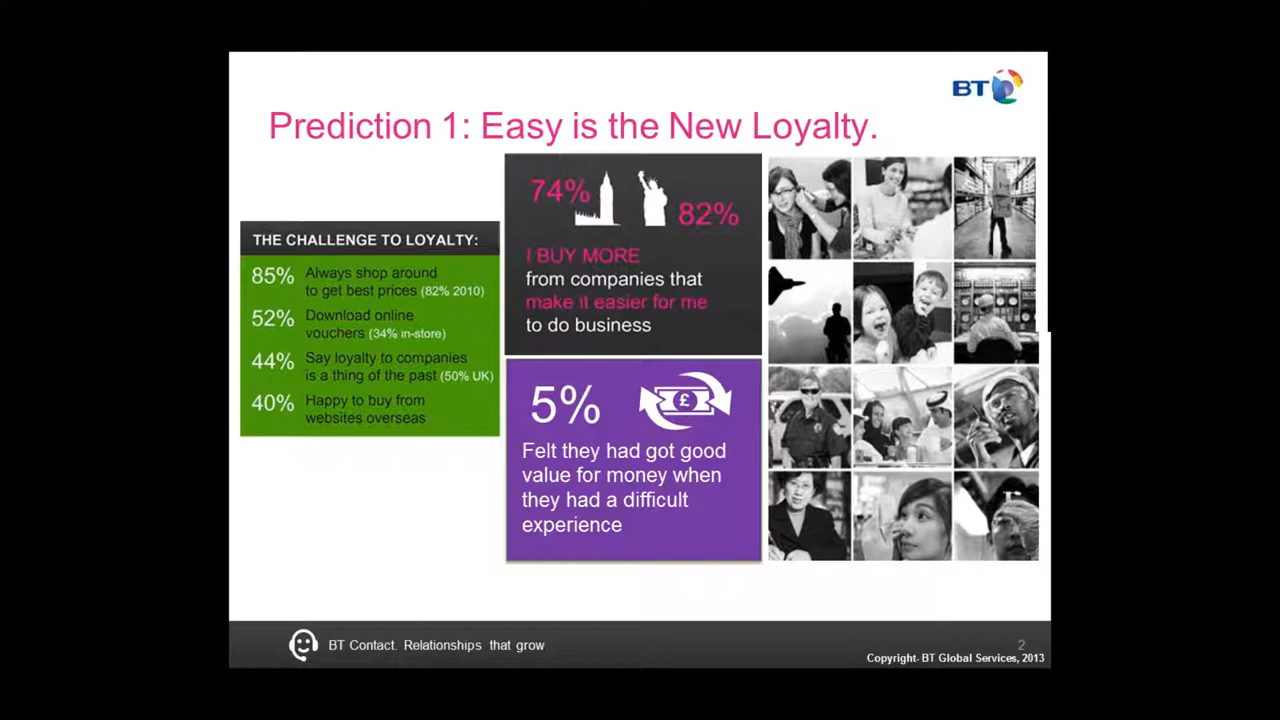 BT
Prediction 1: Easy is the New Loyalty.
THE CHALLENGE TO LOYALTY:
85% Always shop around
to get best prices (82% 2010)
52% Download online
vouchers (34% in-store)
44% Say loyalty to companies
is a thing of the past (50% UK)
40% Happy to buy from
websites overseas
74%
82%
I BUY MORE
from companies that
make it easier for me
to do business
5%
£
Felt they had got good
value for money when
they had a difficult
experience
BT Contact. Relationships that grow
2
Copyright- BT Global Services, 2013